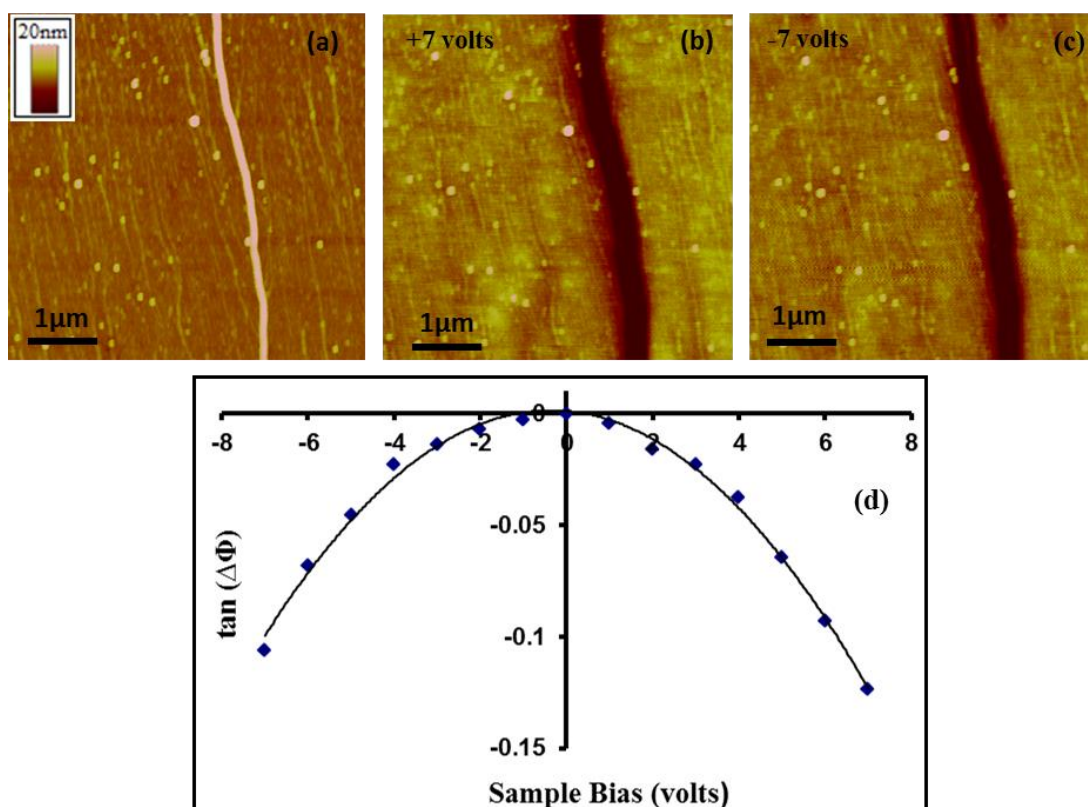 20nm
(a)
+7 volts
(b)
-7 volts
(c)
1µm
1µm
1µm
0
-8 -6 -4 -2 0 2 4 6 8
(d)
-0.05
-0.1
-0.15
tan (ΔΦ)
Sample Bias (volts)